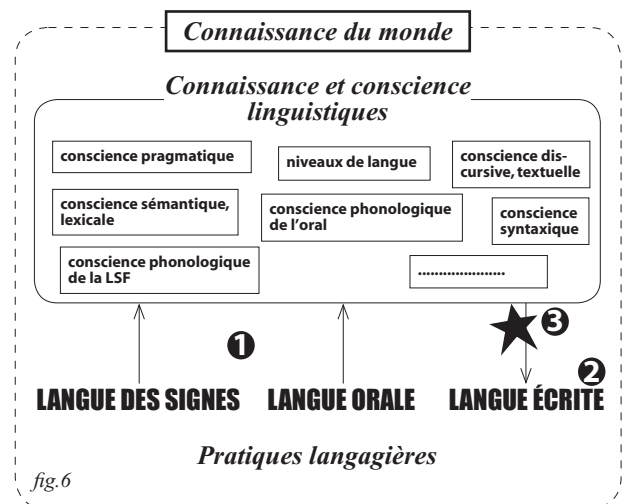 Connaissance du monde
Connaissance et conscience
linguistiques
conscience pragmatique
niveaux de langue
conscience dis-
cursive, textuelle
conscience sémantique,
lexicale
conscience phonologique
de l’oral
conscience
syntaxique
conscience phonologique
de la LSF
......................
❶
❸
❷
LANGUE DES SIGNES
LANGUE ORALE
LANGUE ÉCRITE
Pratiques langagières
fig.6